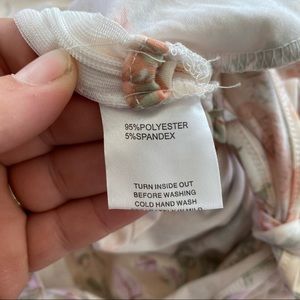 95%POLYESTER
5%SPANDEX
TURN INSIDE OUT
BEFORE WASHING
COLD HAND WASH